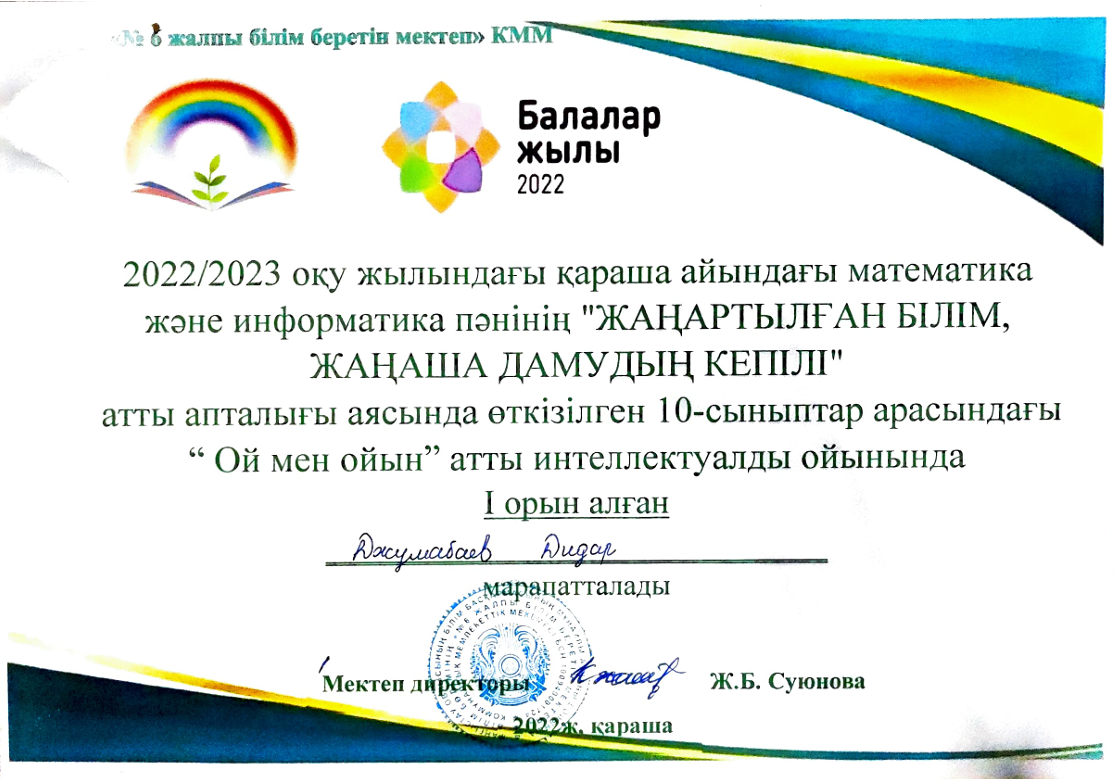 «№ 6 жалпы білім беретін мектеп» КММ
Балалар
жылы
2022
2022/2023 оқу жылындағы қараша айындағы математика
және информатика пәнінің "ЖАҢАРТЫЛҒАН БІЛІМ,
ЖАҢАША ДАМУДЫҢ КЕПІЛІ"
атты апталығы аясында өткізілген 10-сыныптар арасындағы
“ Ой мен ойын” атты интеллектуалды ойынында
І орын алған
Джумабаев Дидар
марапатталады
Мектеп директоры Ж.Б. Суюнова
2022ж. қараша